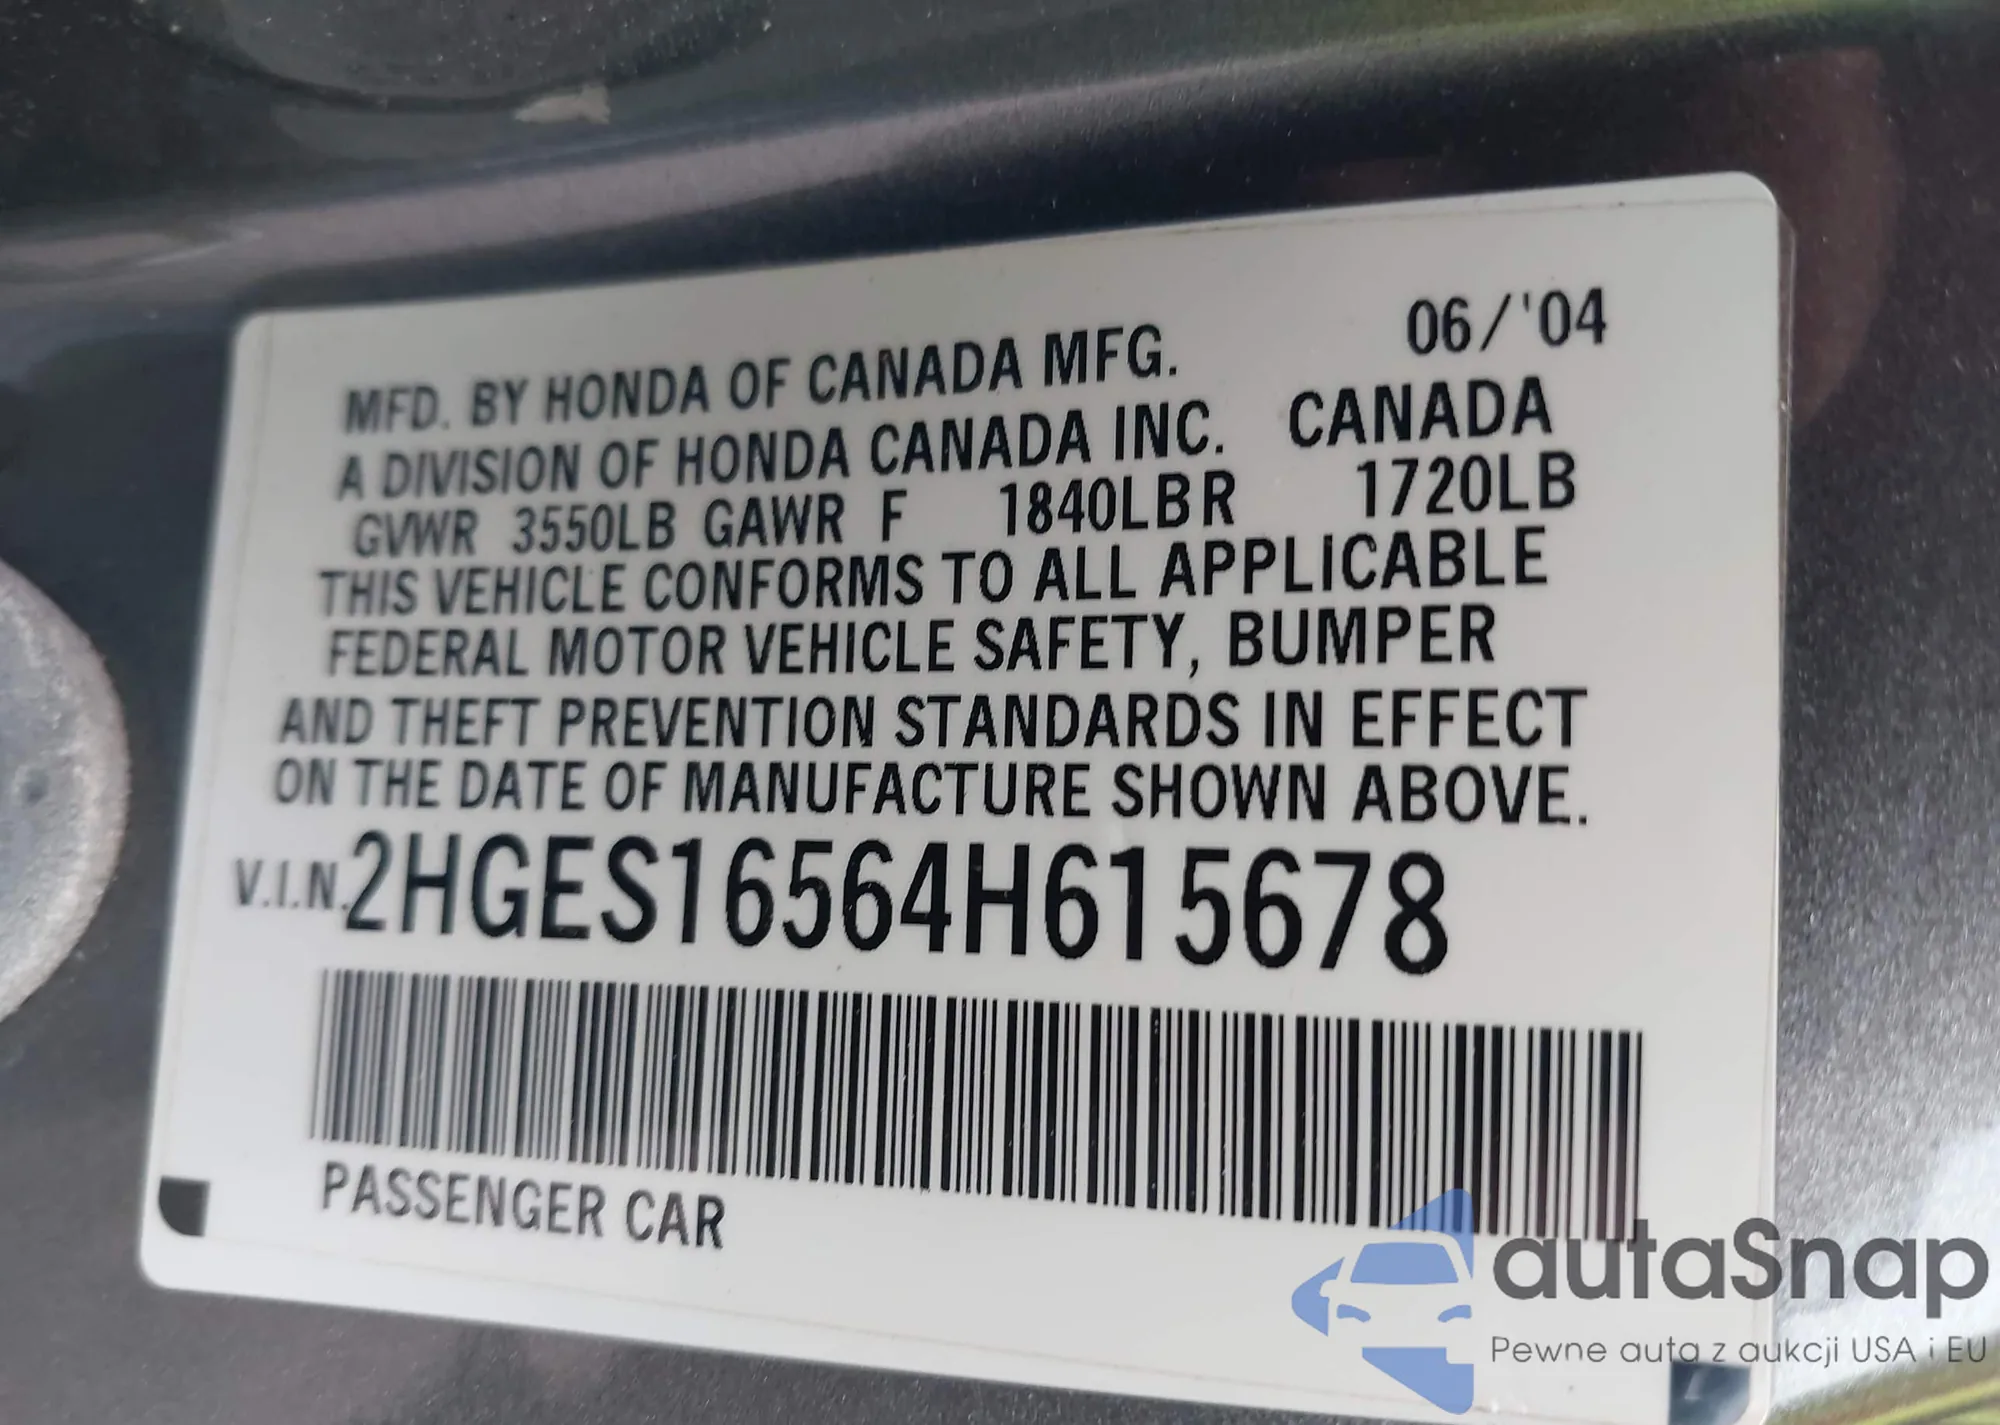 06/'04
MFD. BY HONDA OF CANADA MFG.
A DIVISION OF HONDA CANADA INC. CANADA
GVWR 3550LB GAWR F 1840LBR 1720LB
THIS VEHICLE CONFORMS TO ALL APPLICABLE
FEDERAL MOTOR VEHICLE SAFETY, BUMPER
AND THEFT PREVENTION STANDARDS IN EFFECT
ON THE DATE OF MANUFACTURE SHOWN ABOVE.
V.I.N. 2HGES16564H615678
PASSENGER CAR
autaSnap
Pewne auta z aukcji USA i EU